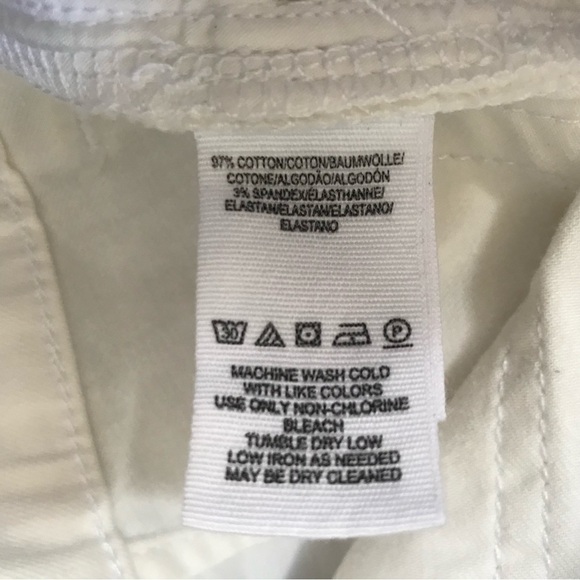 97% COTTON/COTON/BAUMWOLLE/
COTONE/ALGODÃO/ALGODÓN
3% SPANDEX/ELASTHANNE/
ELASTAN/ELASTAN/ELASTANO/
ELASTANO
30 P
MACHINE WASH COLD
WITH LIKE COLORS
USE ONLY NON-CHLORINE
BLEACH
TUMBLE DRY LOW
LOW IRON AS NEEDED
MAY BE DRY CLEANED